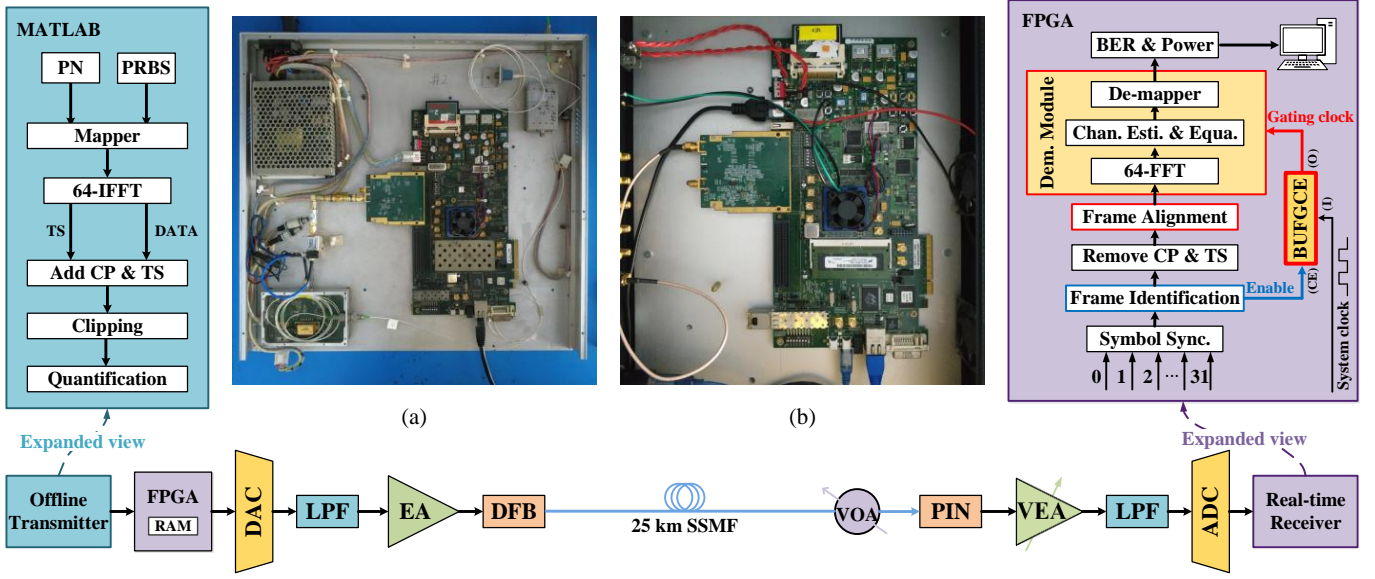 MATLAB
PN
PRBS
Mapper
64-IFFT
TS
DATA
Add CP & TS
Clipping
Quantification
Expanded view
#2
(a)
(b)
FPGA
BER & Power
Dem. Module
De-mapper
Chan. Esti. & Equa.
64-FFT
Gating clock
(O)
BUFGCE
(I)
(CE)
Frame Alignment
Remove CP & TS
Frame Identification
Enable
System clock
Symbol Sync.
0 1 2 ... 31
Expanded view
Offline
Transmitter
FPGA
RAM
DAC
LPF
EA
DFB
25 km SSMF
VOA
PIN
VEA
LPF
ADC
Real-time
Receiver